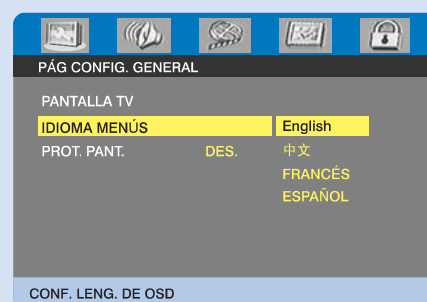 PÁG CONFIG. GENERAL
PANTALLA TV
IDIOMA MENÚS English
PROT. PANT. DES. 中文
FRANCÉS
ESPAÑOL
CONF. LENG. DE OSD